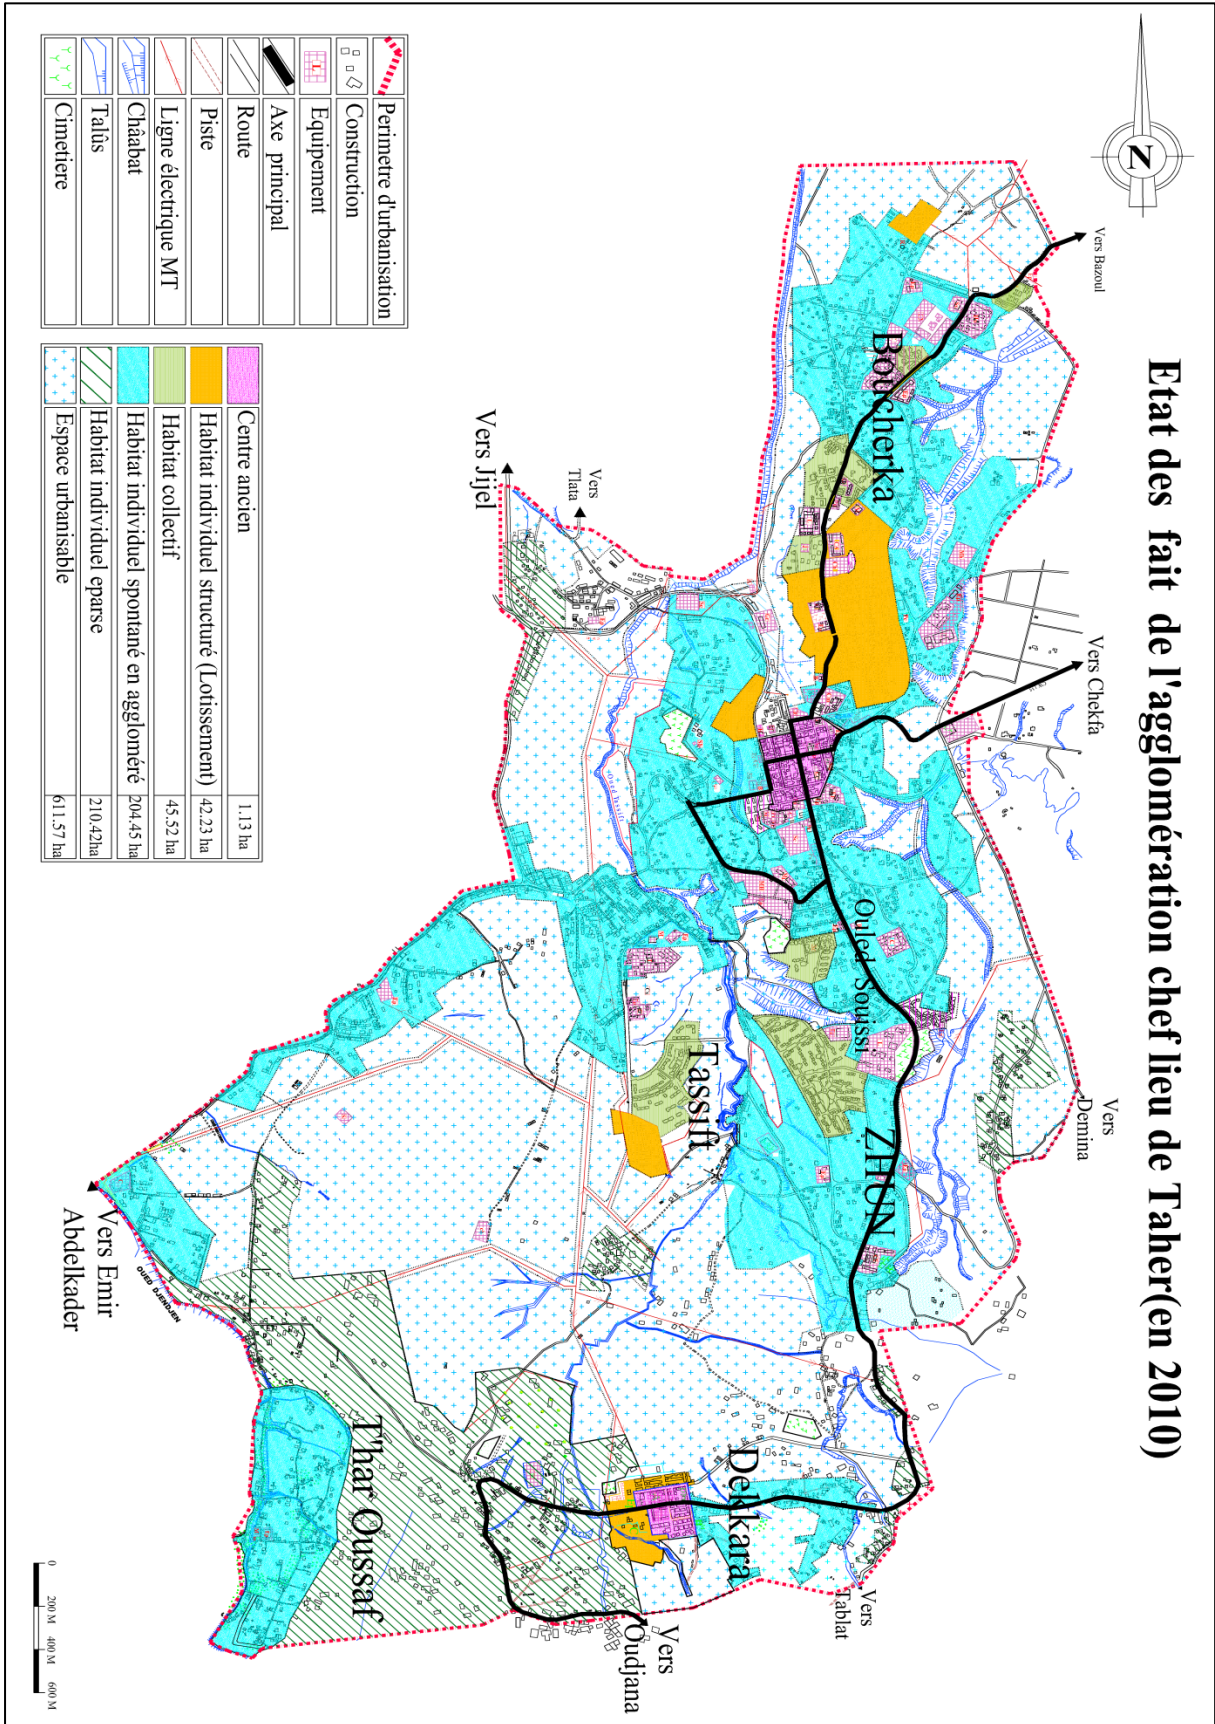 Etat des fait de l'agglomération chef lieu de Taher(en 2010)
N
Vers Bazoul
Vers Chekfa
Vers
Demina
Vers
Tablat
Vers
Oudjana
Vers Emir
Abdelkader
Vers Jijel
Vers
Tlata
Boucherka
Ouled Souissi
ZHUN
Tassift
Dekkara
T'har Oussaf
OUED DJENDJEN
Perimetre d'urbanisation
Construction
Equipement
Axe principal
Route
Piste
Ligne électrique MT
Châabat
Talûs
Cimetiere
Centre ancien 1.13 ha
Habitat individuel structuré (Lotissement) 42.23 ha
Habitat collectif 45.52 ha
Habitat individuel spontané en aggloméré 204.45 ha
Habitat individuel eparse 210.42ha
Espace urbanisable 611.57 ha
0 200 M 400 M 600 M